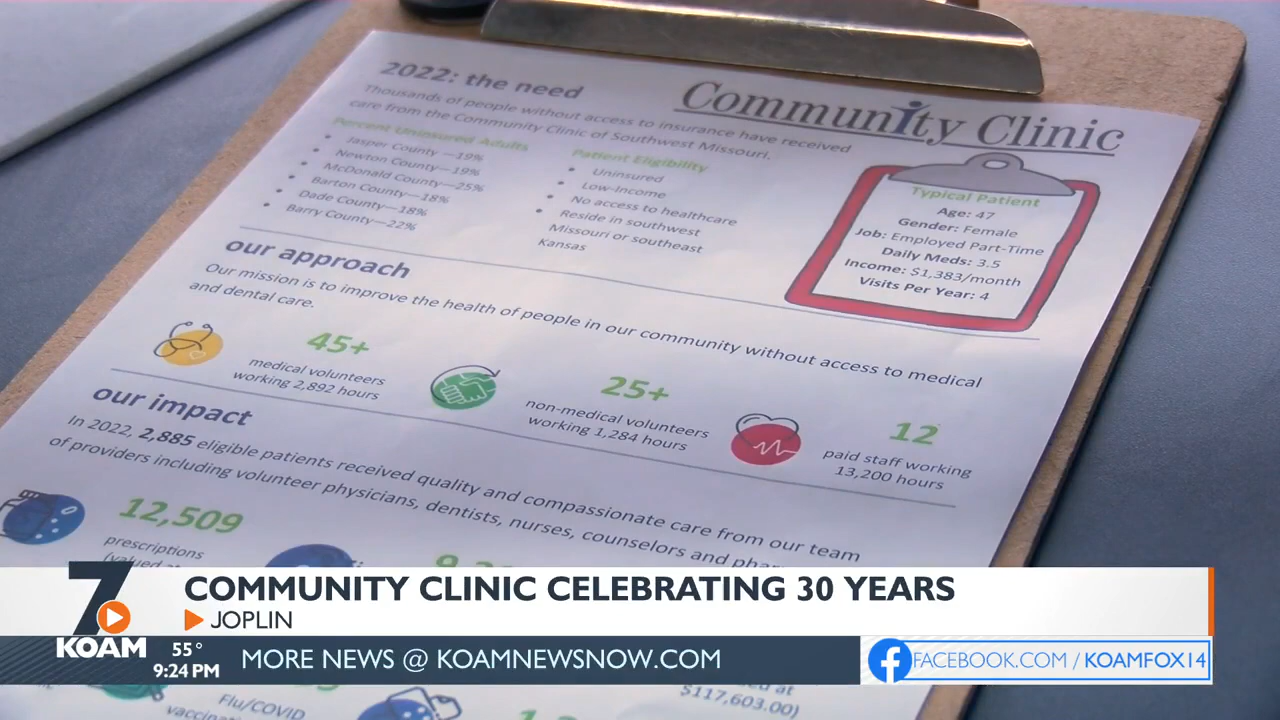 2022: the need
Community Clinic
Thousands of people without access to insurance have received
care from the Community Clinic of Southwest Missouri.
Percent Uninsured Adults
Jasper County —19%
Newton County—19%
McDonald County—25%
Barton County—18%
Dade County—18%
Barry County—22%
Patient Eligibility
Uninsured
Low-Income
No access to healthcare
Reside in southwest
Missouri or southeast
Kansas
Typical Patient
Age: 47
Gender: Female
Job: Employed Part-Time
Daily Meds: 3.5
Income: $1,383/month
Visits Per Year: 4
our approach
Our mission is to improve the health of people in our community without access to medical
and dental care.
45+
medical volunteers
working 2,892 hours
25+
non-medical volunteers
working 1,284 hours
12
paid staff working
13,200 hours
our impact
In 2022, 2,885 eligible patients received quality and compassionate care from our team
of providers including volunteer physicians, dentists, nurses, counselors and
12,509
prescriptions
(valued at
7
KOAM
COMMUNITY CLINIC CELEBRATING 30 YEARS
JOPLIN
55°
9:24 PM
MORE NEWS @ KOAMNEWSNOW.COM
FACEBOOK.COM / KOAMFOX14
Flu/COVID
at
$117,603.00)